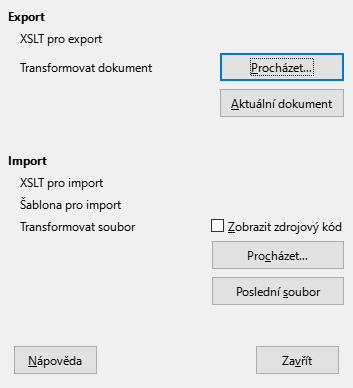 Export
XSLT pro export
Transformovat dokument
Procházet...
Aktuální dokument
Import
XSLT pro import
Šablona pro import
Transformovat soubor
Zobrazit zdrojový kód
Procházet...
Poslední soubor
Nápověda
Zavřít